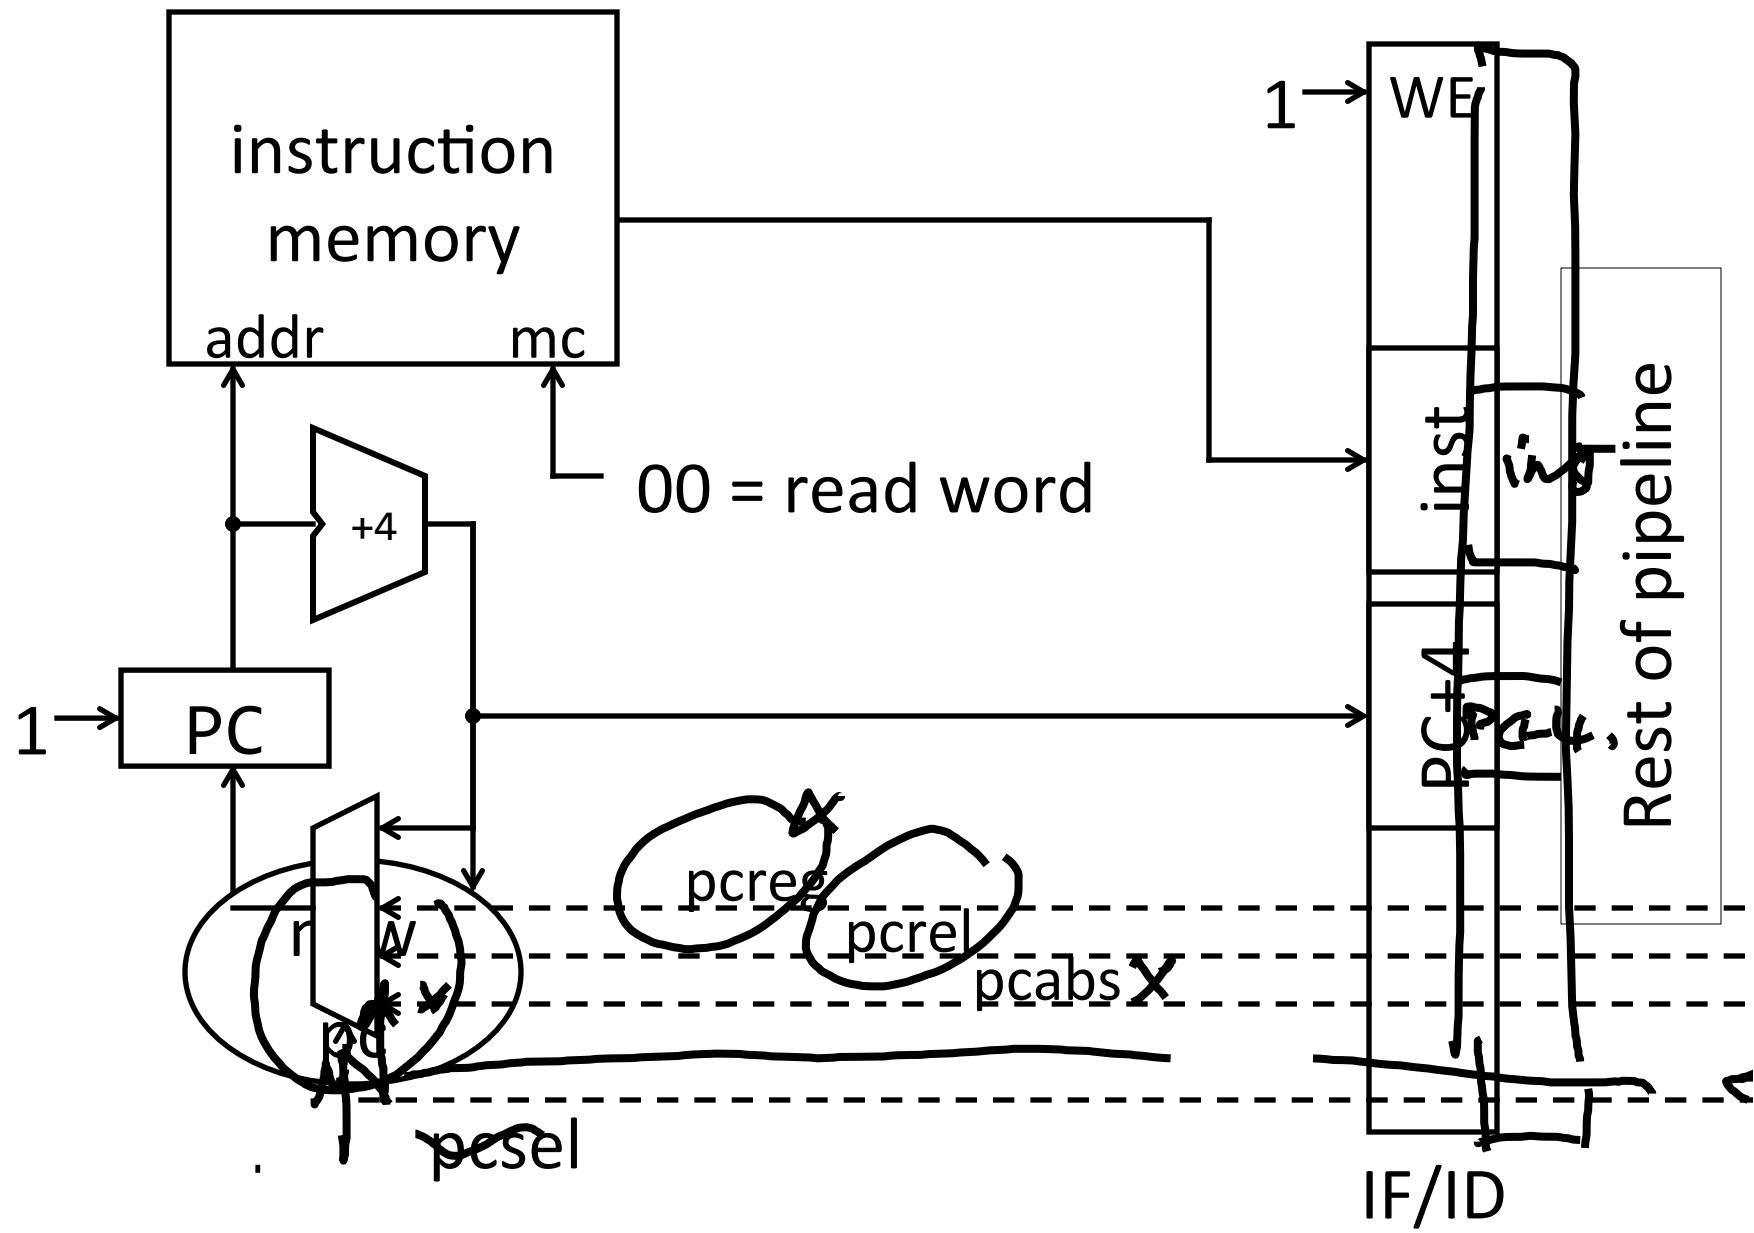 instruction
memory
addr
mc
00 = read word
+4
1
PC
1
WE
inst
PC+4
Rest of pipeline
pcreg
pcrel
pcabs
pcsel
IF/ID